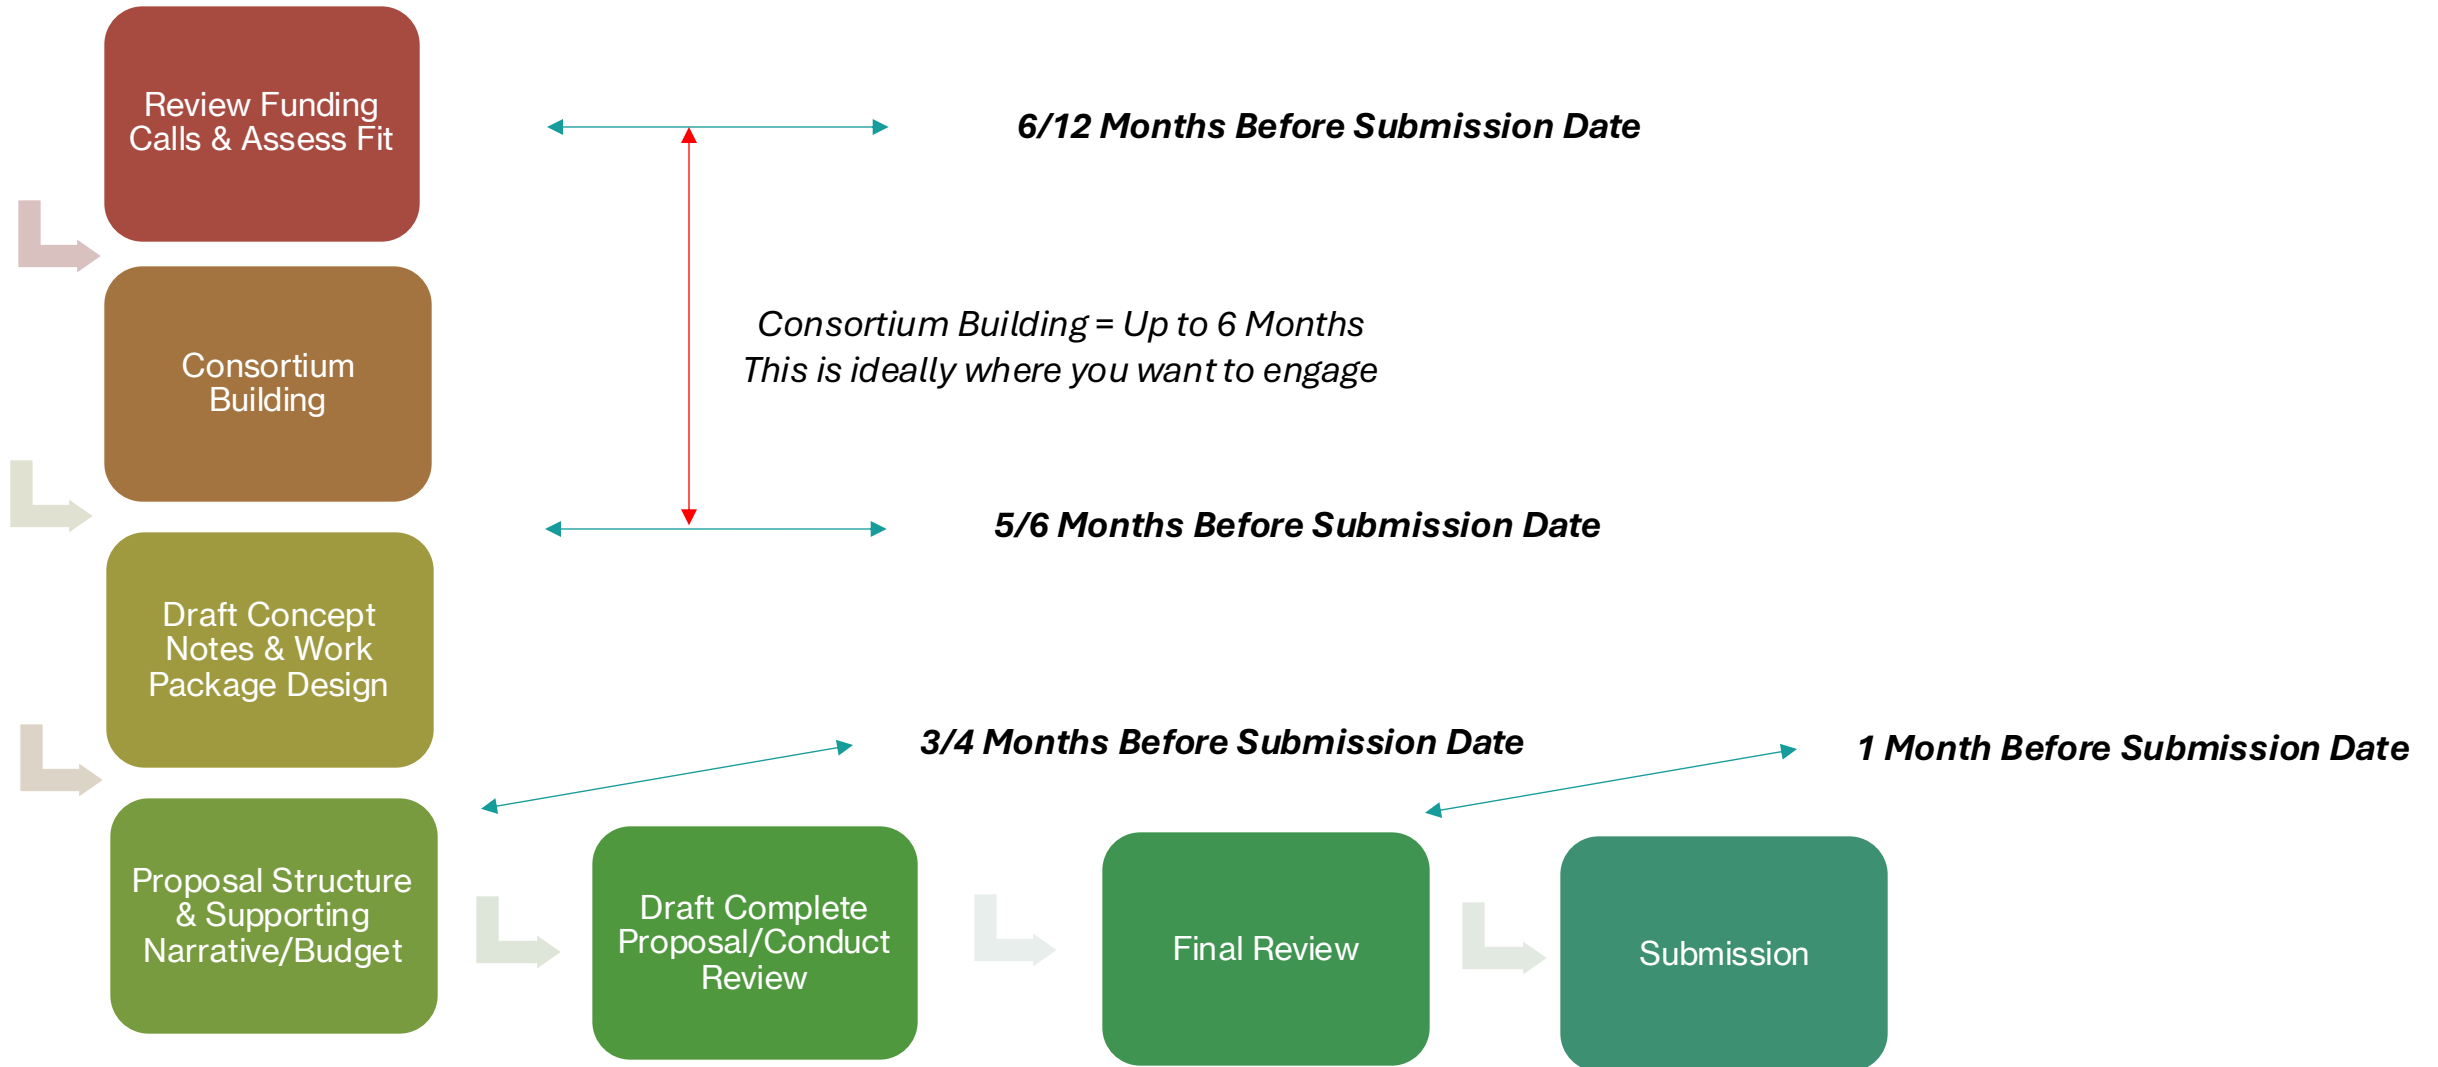 Review Funding
Calls & Assess Fit
6/12 Months Before Submission Date
Consortium
Building
Consortium Building = Up to 6 Months
This is ideally where you want to engage
5/6 Months Before Submission Date
Draft Concept
Notes & Work
Package Design
3/4 Months Before Submission Date
1 Month Before Submission Date
Proposal Structure
& Supporting
Narrative/Budget
Draft Complete
Proposal/Conduct
Review
Final Review
Submission